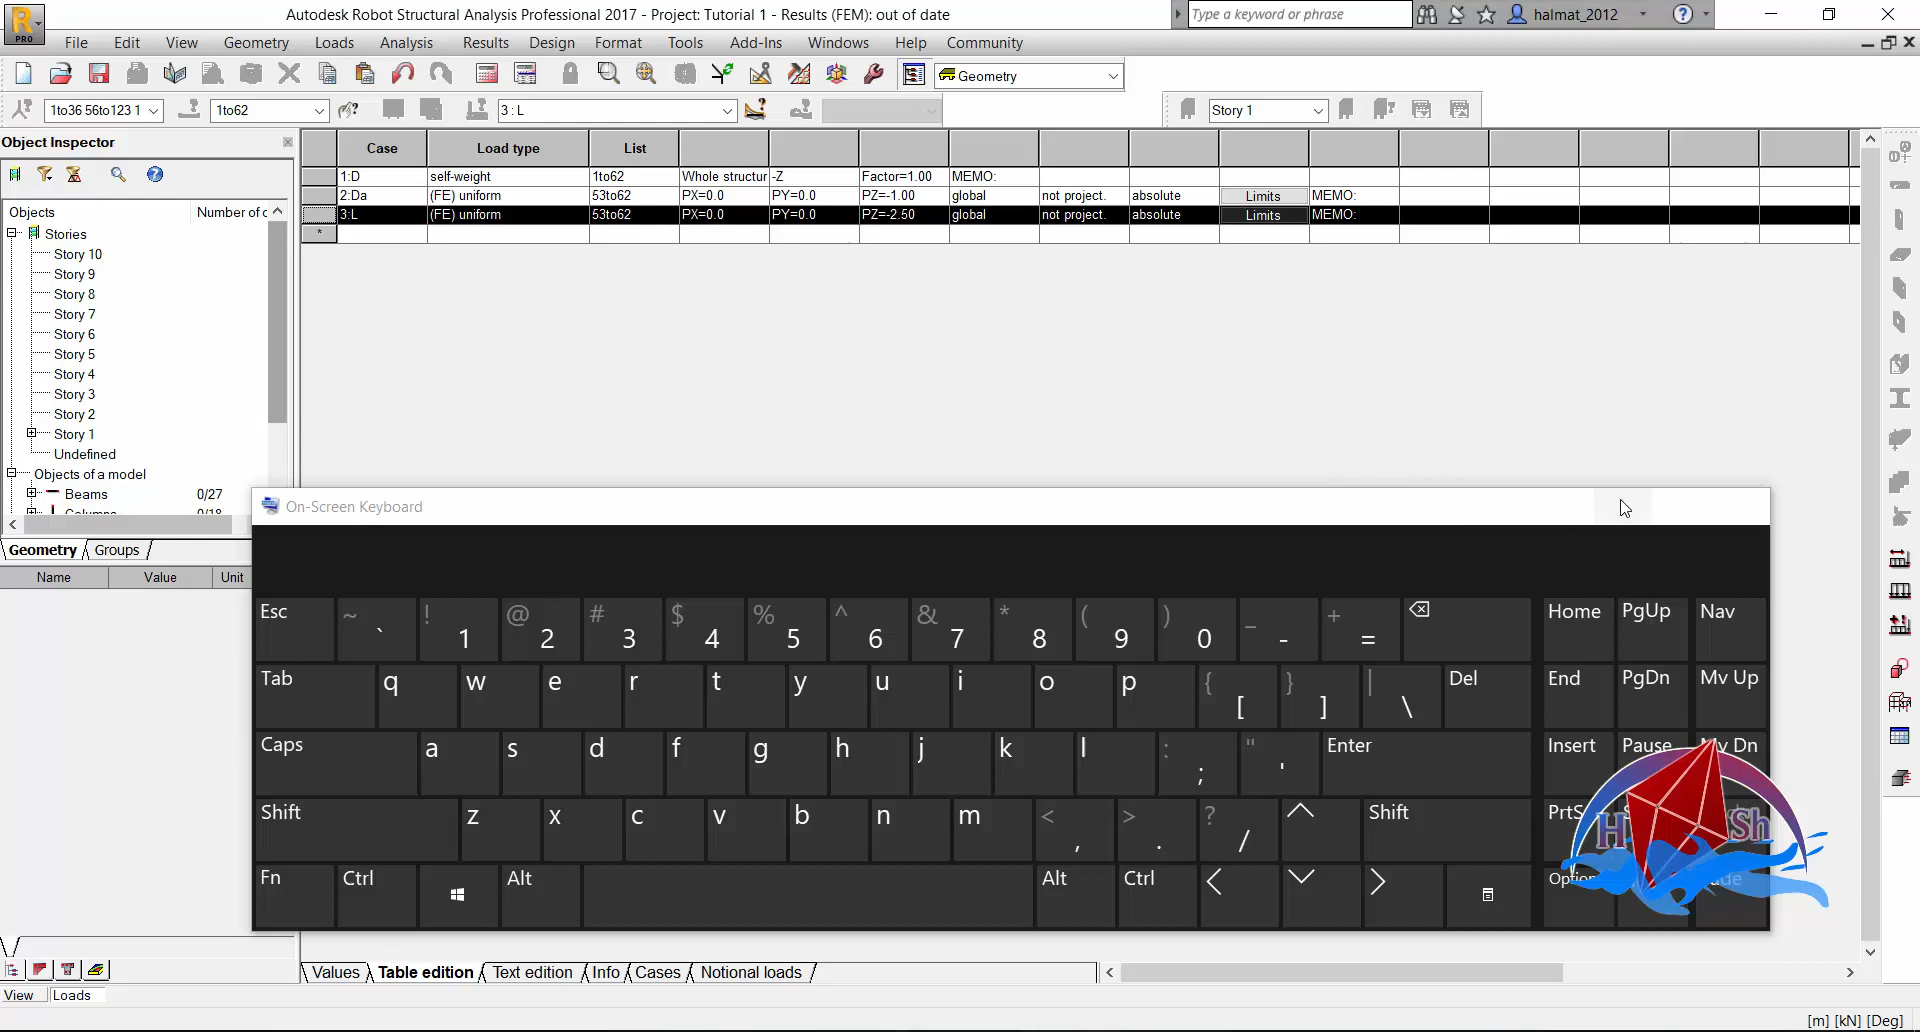 Autodesk Robot Structural Analysis Professional 2017 - Project: Tutorial 1 - Results (FEM): out of date
Type a keyword or phrase
halmat_2012
PRO
File Edit View Geometry Loads Analysis Results Design Format Tools Add-Ins Windows Help Community
Geometry
1to36 56to123 1
1to62
3 : L
Story 1
Object Inspector
Case Load type List
1:D self-weight 1to62 Whole structur -Z Factor=1.00 MEMO:
2:Da (FE) uniform 53to62 PX=0.0 PY=0.0 PZ=-1.00 global not project. absolute Limits MEMO:
3:L (FE) uniform 53to62 PX=0.0 PY=0.0 PZ=-2.50 global not project. absolute Limits MEMO:
*
Objects Number of c
Stories
Story 10
Story 9
Story 8
Story 7
Story 6
Story 5
Story 4
Story 3
Story 2
Story 1
Undefined
Objects of a model
Beams 0/27
Columns 0/18
Geometry Groups
Name Value Unit
On-Screen Keyboard
Esc ~ ` ! 1 @ 2 # 3 $ 4 % 5 ^ 6 & 7 * 8 ( 9 ) 0 _ - + = Home PgUp Nav
Tab q w e r t y u i o p { [ } ] | \ Del End PgDn Mv Up
Caps a s d f g h j k l : ; " ' Enter Insert Pause Mv Dn
Shift z x c v b n m < , > . ? / Shift PrtS
Fn Ctrl Alt Alt Ctrl Option
H Sh
Values Table edition Text edition Info Cases Notional loads
View Loads
[m] [kN] [Deg]